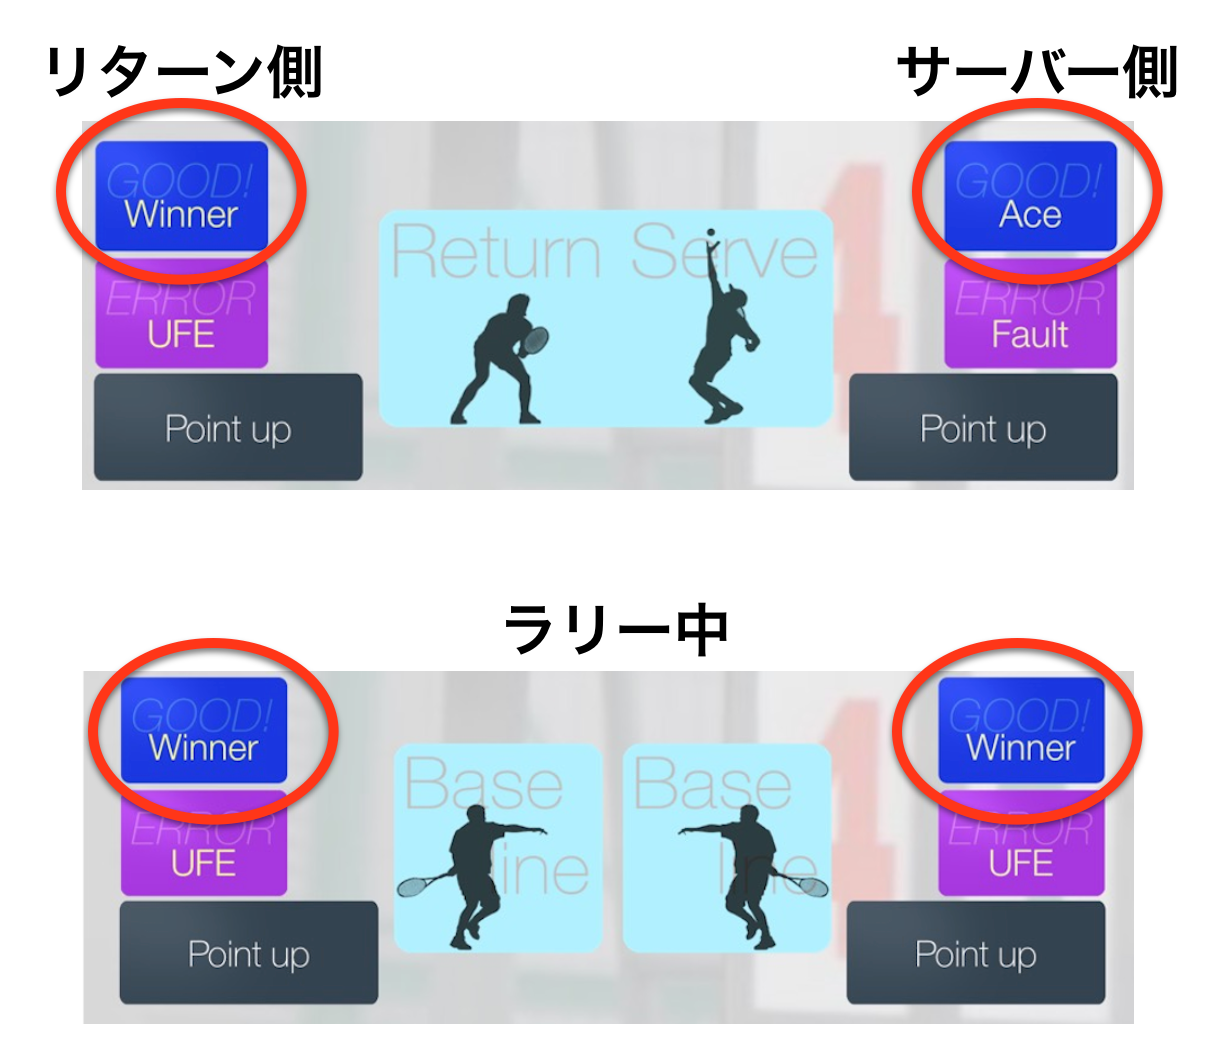 リターン側
サーバー側
GOOD!
Winner
ERROR
UFE
Point up
Return
Serve
GOOD!
Ace
ERROR
Fault
Point up
ラリー中
GOOD!
Winner
ERROR
UFE
Point up
Base
line
Base
line
GOOD!
Winner
ERROR
UFE
Point up